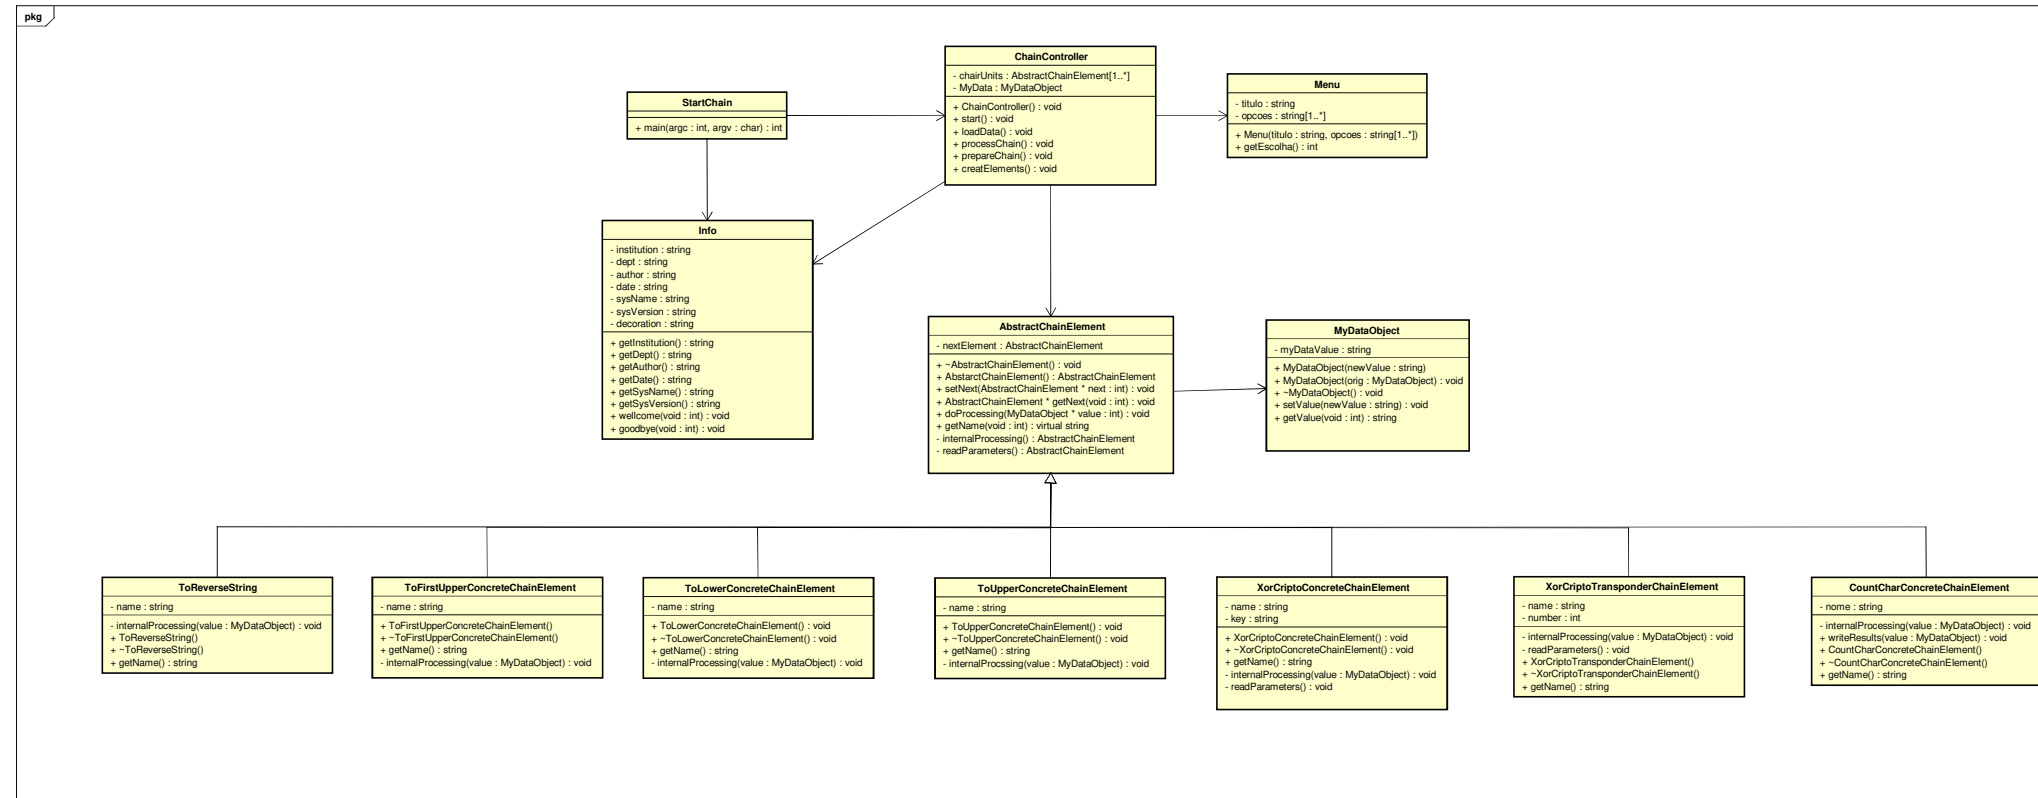 pkg
ChainController
- chairUnits : AbstractChainElement[1..*]
- MyData : MyDataObject
+ ChainController() : void
+ start() : void
+ loadData() : void
+ processChain() : void
+ prepareChain() : void
+ creatElements() : void
StartChain
+ main(argc : int, argv : char) : int
Menu
- titulo : string
- opcoes : string[1..*]
+ Menu(titulo : string, opcoes : string[1..*])
+ getEscolha() : int
Info
- institution : string
- dept : string
- author : string
- date : string
- sysName : string
- sysVersion : string
- decoration : string
+ getInstitution() : string
+ getDept() : string
+ getAuthor() : string
+ getDate() : string
+ getSysName() : string
+ getSysVersion() : string
+ wellcome(void : int) : void
+ goodbye(void : int) : void
AbstractChainElement
- nextElement : AbstractChainElement
+ ~AbstractChainElement() : void
+ AbstarctChainElement() : AbstractChainElement
+ setNext(AbstractChainElement * next : int) : void
+ AbstractChainElement * getNext(void : int) : void
+ doProcessing(MyDataObject * value : int) : void
+ getName(void : int) : virtual string
- internalProcessing() : AbstractChainElement
- readParameters() : AbstractChainElement
MyDataObject
- myDataValue : string
+ MyDataObject(newValue : string)
+ MyDataObject(orig : MyDataObject) : void
+ ~MyDataObject() : void
+ setValue(newValue : string) : void
+ getValue(void : int) : string
ToReverseString
- name : string
- internalProcessing(value : MyDataObject) : void
+ ToReverseString()
+ ~ToReverseString()
+ getName() : string
ToFirstUpperConcreteChainElement
- name : string
+ ToFirstUpperConcreteChainElement()
+ ~ToFirstUpperConcreteChainElement()
+ getName() : string
- internalProcessing(value : MyDataObject) : void
ToLowerConcreteChainElement
- name : string
+ ToLowerConcreteChainElement() : void
+ ~ToLowerConcreteChainElement() : void
+ getName() : string
- internalProcessing(value : MyDataObject) : void
ToUpperConcreteChainElement
- name : string
+ ToUpperConcreteChainElement() : void
+ ~ToUpperConcreteChainElement() : void
+ getName() : string
- internalProcssing(value : MyDataObject) : void
XorCriptoConcreteChainElement
- name : string
- key : string
+ XorCriptoConcreteChainElement() : void
+ ~XorCriptoConcreteChainElement() : void
+ getName() : string
- internalProcessing(value : MyDataObject) : void
- readParameters() : void
XorCriptoTransponderChainElement
- name : string
- number : int
- internalProcessing(value : MyDataObject) : void
- readParameters() : void
+ XorCriptoTransponderChainElement()
+ ~XorCriptoTransponderChainElement()
+ getName() : string
CountCharConcreteChainElement
- nome : string
- internalProcessing(value : MyDataObject) : void
+ writeResults(value : MyDataObject) : void
+ CountCharConcreteChainElement()
+ ~CountCharConcreteChainElement()
+ getName() : string